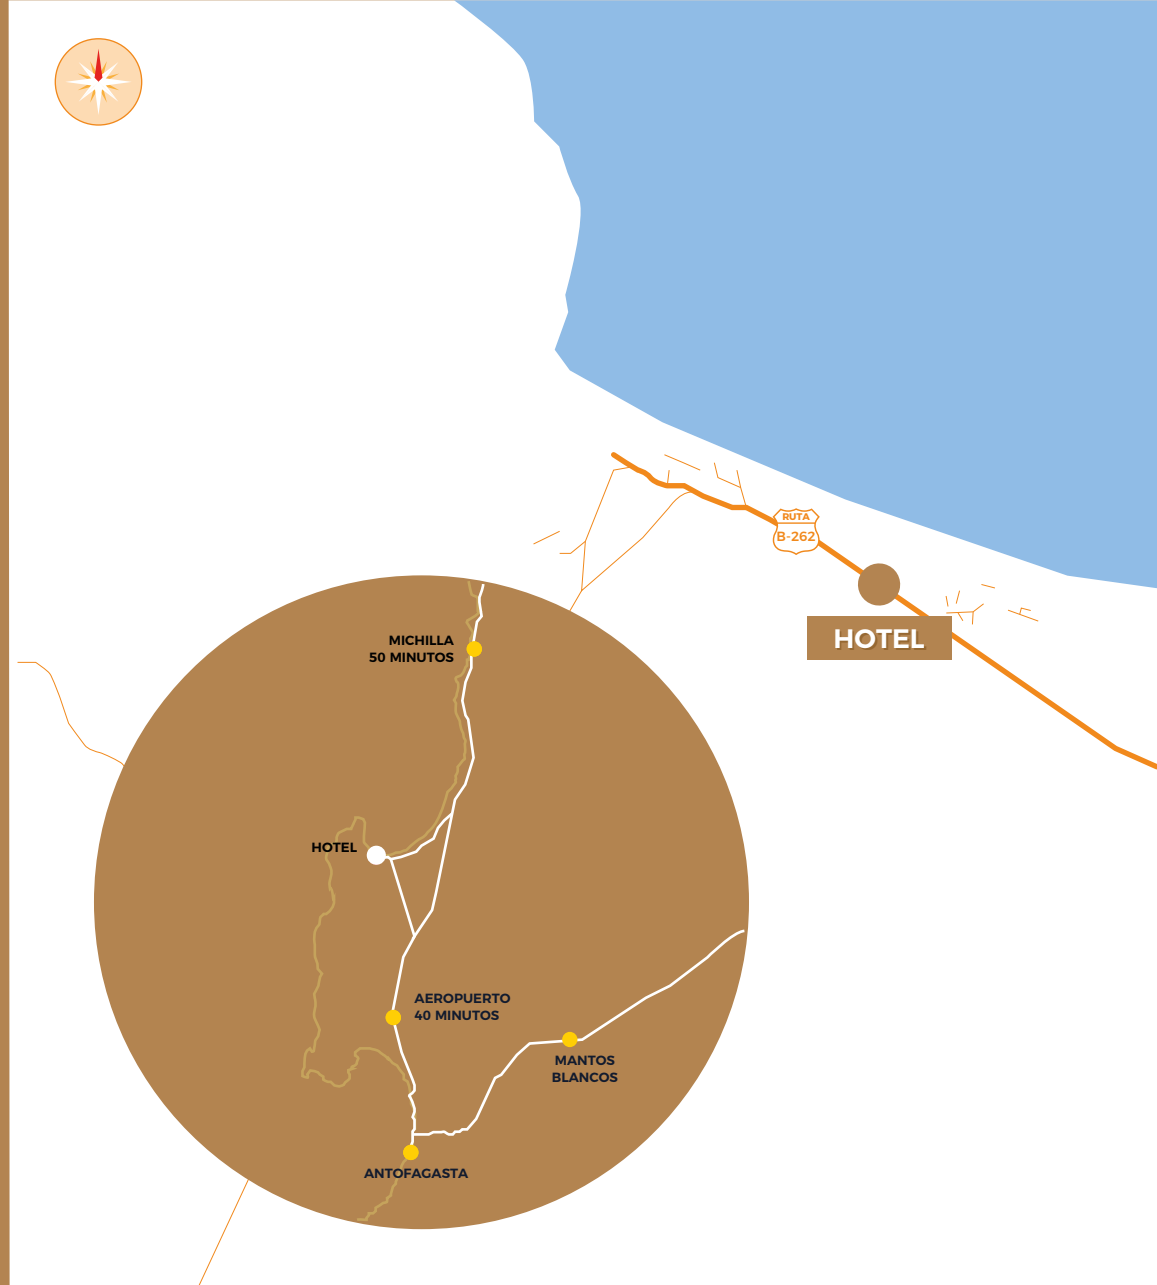 RUTA
B-262
HOTEL
MICHILLA
50 MINUTOS
HOTEL
AEROPUERTO
40 MINUTOS
MANTOS
BLANCOS
ANTOFAGASTA